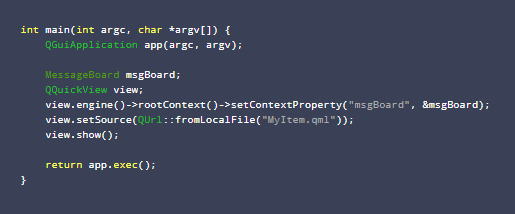 int main(int argc, char *argv[]) {
    QGuiApplication app(argc, argv);

    MessageBoard msgBoard;
    QQuickView view;
    view.engine()->rootContext()->setContextProperty("msgBoard", &msgBoard);
    view.setSource(QUrl::fromLocalFile("MyItem.qml"));
    view.show();

    return app.exec();
}